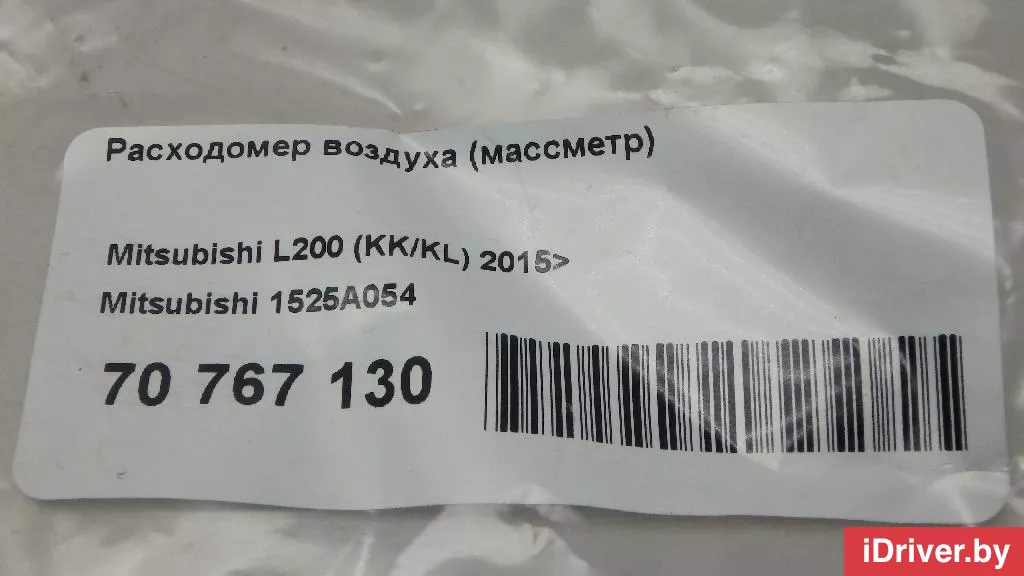 Расходомер воздуха (массметр)
Mitsubishi L200 (KK/KL) 2015>
Mitsubishi 1525A054
70 767 130
iDriver.by